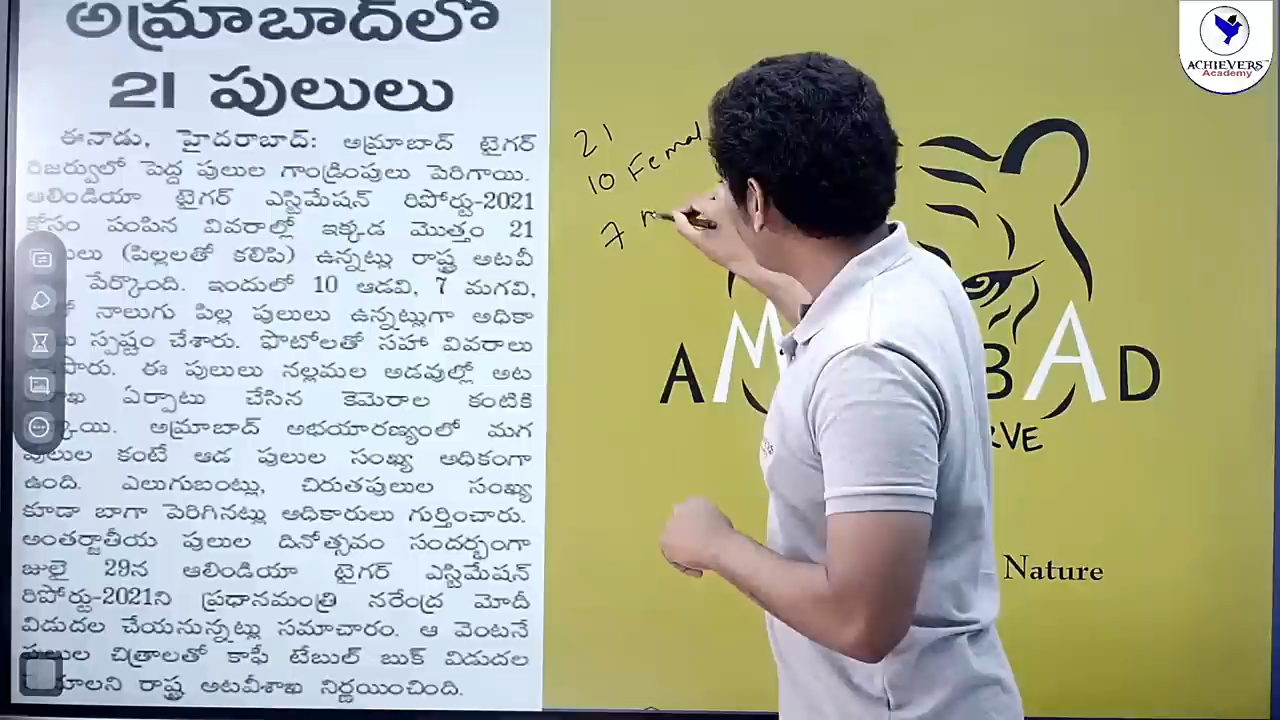 అమ్రాబాద్‌లో
21 పులులు
ఈనాడు, హైదరాబాద్: అమ్రాబాద్ టైగర్
రిజర్వులో పెద్ద పులుల గాండ్రింపులు పెరిగాయి.
ఆలిండియా టైగర్ ఎస్టిమేషన్ రిపోర్టు-2021
కోసం పంపిన వివరాల్లో ఇక్కడ మొత్తం 21
(పిల్లలతో కలిపి) ఉన్నట్లు రాష్ట్ర అటవీ
పేర్కొంది. ఇందులో 10 ఆడవి, 7 మగవి,
నాలుగు పిల్ల పులులు ఉన్నట్లుగా అధికా
స్పష్టం చేశారు. ఫొటోలతో సహా వివరాలు
ఈ పులులు నల్లమల అడవుల్లో అట
ఏర్పాటు చేసిన కెమెరాల కంటికి
అమ్రాబాద్ అభయారణ్యంలో మగ
పులుల కంటే ఆడ పులుల సంఖ్య అధికంగా
ఉంది. ఎలుగుబంట్లు, చిరుతపులుల సంఖ్య
కూడా బాగా పెరిగినట్లు అధికారులు గుర్తించారు.
అంతర్జాతీయ పులుల దినోత్సవం సందర్భంగా
జులై 29న ఆలిండియా టైగర్ ఎస్టిమేషన్
రిపోర్టు-2021ని ప్రధానమంత్రి నరేంద్ర మోదీ
విడుదల చేయనున్నట్లు సమాచారం. ఆ వెంటనే
పులుల చిత్రాలతో కాఫీ టేబుల్ బుక్ విడుదల
రాష్ట్ర అటవీశాఖ నిర్ణయించింది.
21
10 Femal
7
AM BAD
RVE
Nature
ACHIEVERS
Academy